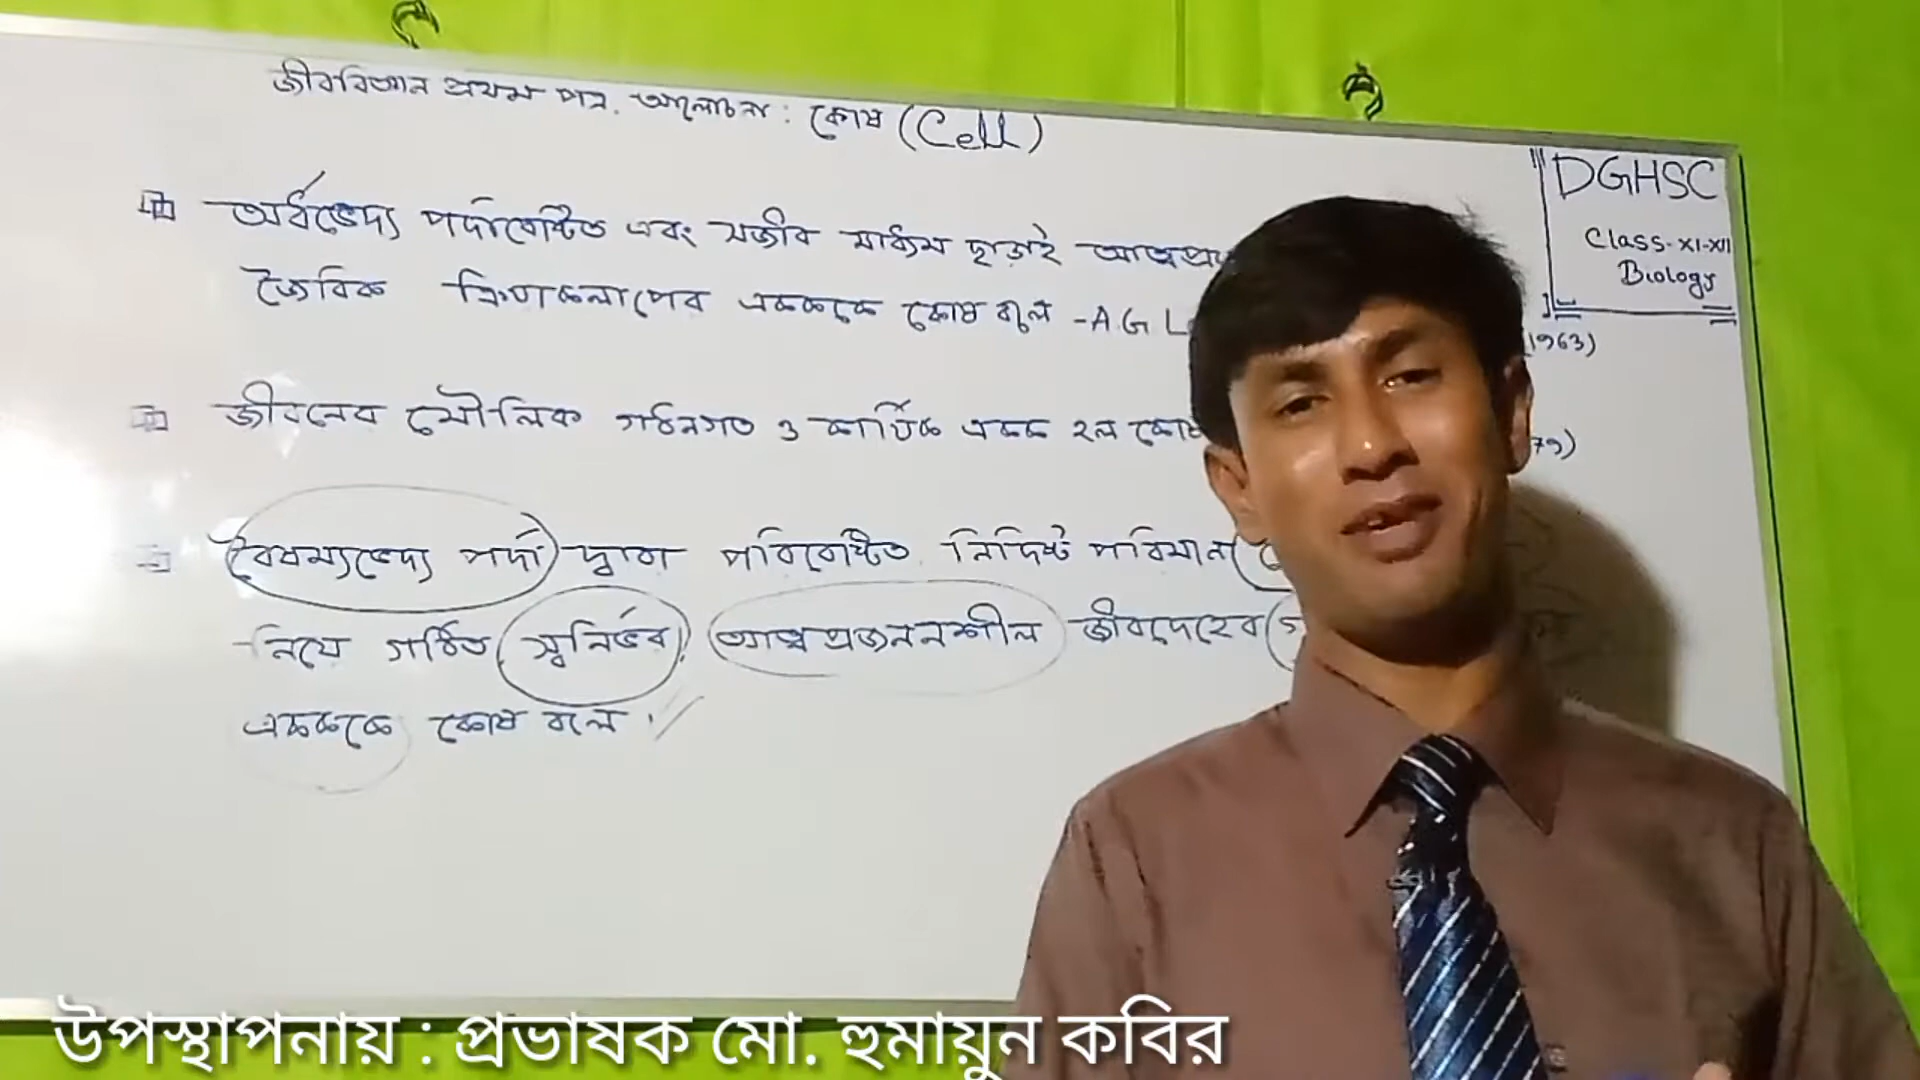 জীববিজ্ঞান প্রথম পত্র. আলোচনা : কোষ (Cell)
DGHSC
Class-XI-XII
Biology
অর্ধভেদ্য পর্দাবেষ্টিত এবং সজীব মাধ্যম ছাড়াই
জৈবিক ক্রিয়াকলাপের একককে কোষ বলে -A.G L
1963)
জীবনের মৌলিক গঠনগত ও কার্যিক একক হল কোষ
79)
বৈষম্যভেদ্য পর্দা দ্বারা পরিবেষ্টিত নির্দিষ্ট পরিমান
নিয়ে গঠিত স্বনির্ভর, আত্মপ্রজননশীল জীবদেহের
একককে কোষ বলে ।
উপস্থাপনায় : প্রভাষক মো. হুমায়ুন কবির